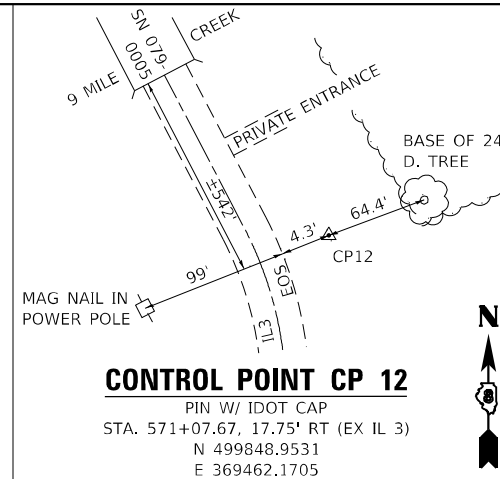 SN 079-
0005
CREEK
9 MILE
PRIVATE ENTRANCE
BASE OF 24
D. TREE
±542'
64.4'
4.3'
CP12
99'
EOS
MAG NAIL IN
POWER POLE
IL3
N
CONTROL POINT CP 12
PIN W/ IDOT CAP
STA. 571+07.67, 17.75' RT (EX IL 3)
N 499848.9531
E 369462.1705